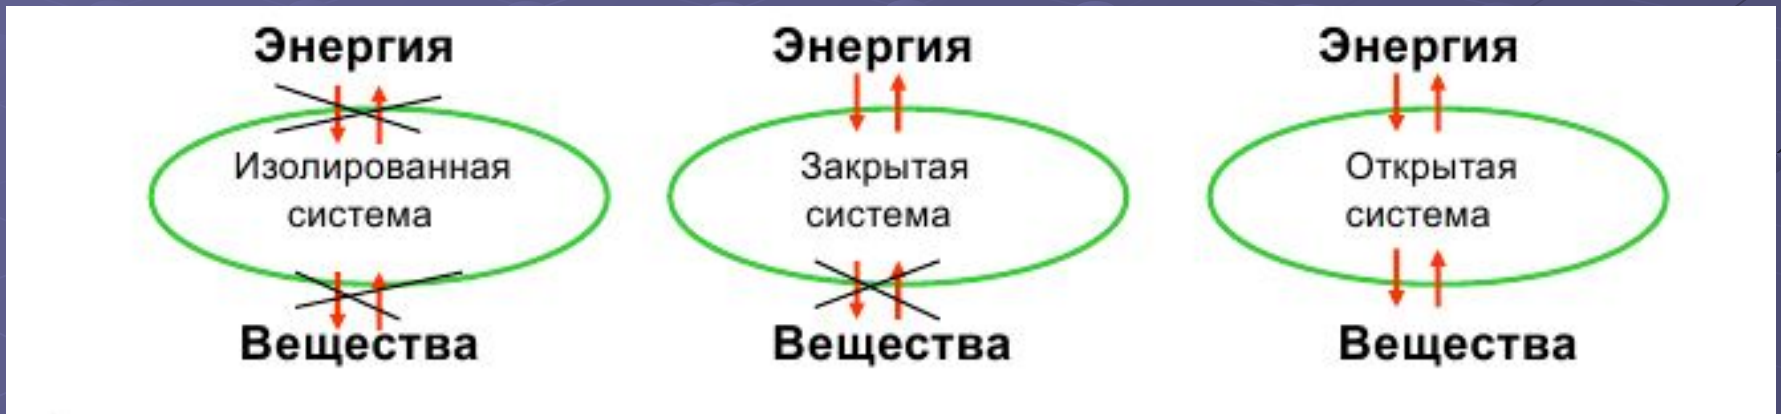 Энергия
Изолированная
система
Вещества
Энергия
Закрытая
система
Вещества
Энергия
Открытая
система
Вещества